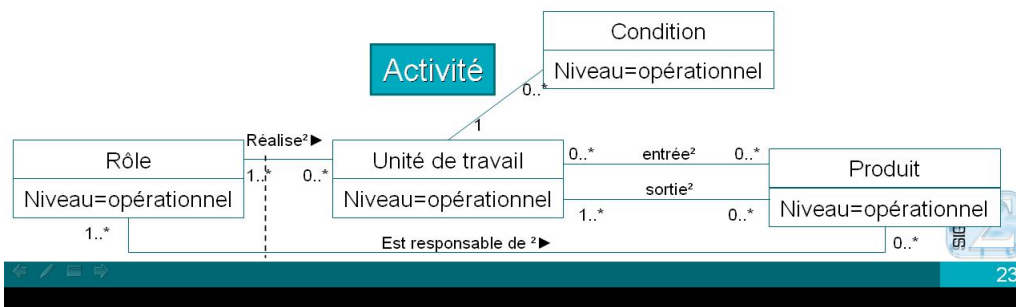 Condition
Niveau=opérationnel
Activité
0..*
1
Réalise²►
Rôle
Niveau=opérationnel
1..*
0..*
Unité de travail
Niveau=opérationnel
0..*
entrée²
0..*
sortie²
1..*
0..*
Produit
Niveau=opérationnel
1..*
Est responsable de ²►
0..*
SIG
23